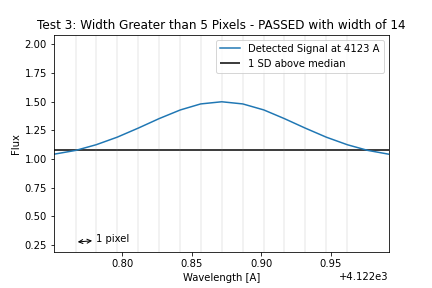 Test 3: Width Greater than 5 Pixels - PASSED with width of 14
2.00
1.75
1.50
1.25
1.00
0.75
0.50
0.25
Flux
Detected Signal at 4123 A
1 SD above median
1 pixel
0.80 0.85 0.90 0.95
Wavelength [A]
+4.122e3